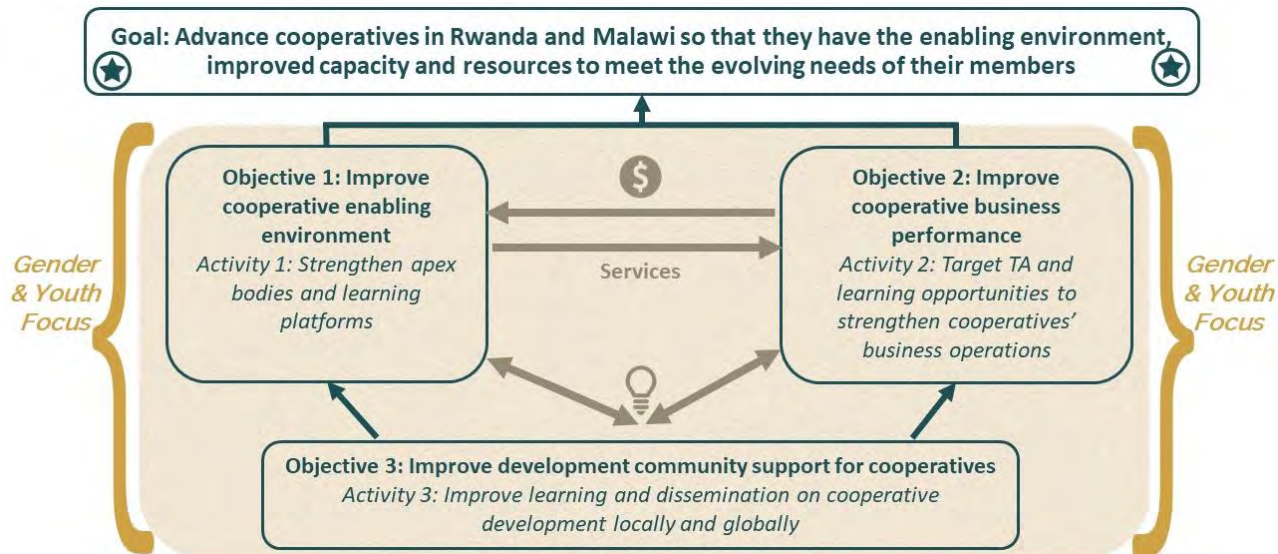 Goal: Advance cooperatives in Rwanda and Malawi so that they have the enabling environment,
improved capacity and resources to meet the evolving needs of their members
Gender
& Youth
Focus
Objective 1: Improve
cooperative enabling
environment
Activity 1: Strengthen apex
bodies and learning
platforms
$
Services
Objective 2: Improve
cooperative business
performance
Activity 2: Target TA and
learning opportunities to
strengthen cooperatives’
business operations
Gender
& Youth
Focus
Objective 3: Improve development community support for cooperatives
Activity 3: Improve learning and dissemination on cooperative
development locally and globally